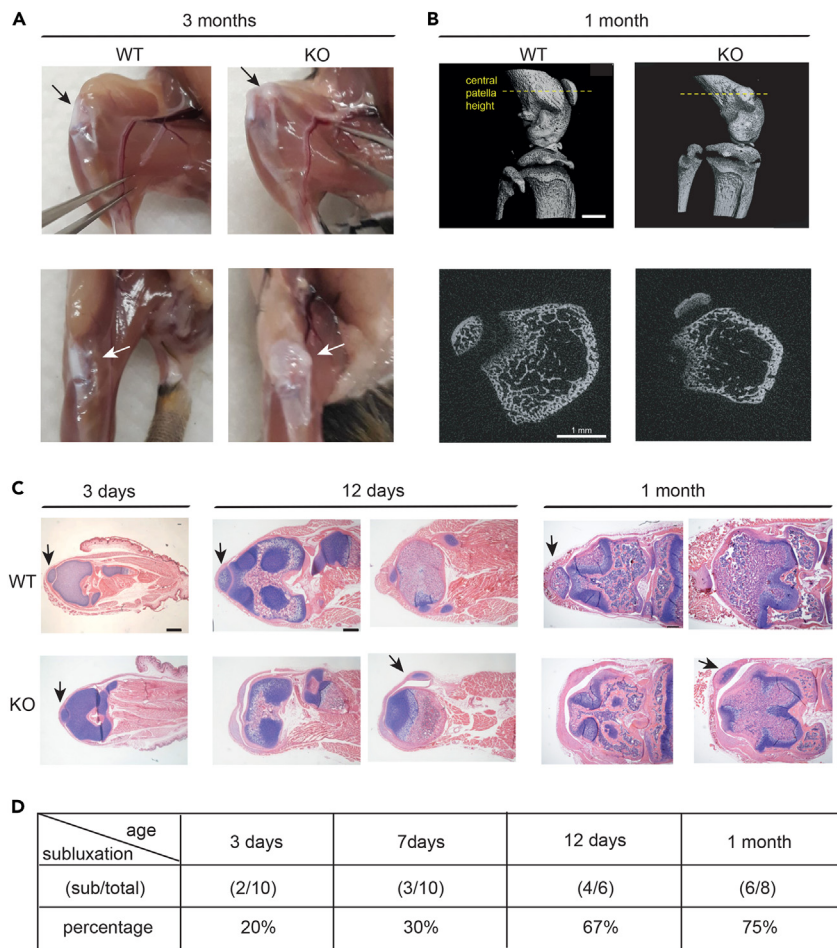 A
3 months
WT
KO
B
1 month
WT
KO
central
patella
height
1 mm
C
3 days
12 days
1 month
WT
KO
D
age
subluxation
3 days
7days
12 days
1 month
(sub/total)
(2/10)
(3/10)
(4/6)
(6/8)
percentage
20%
30%
67%
75%